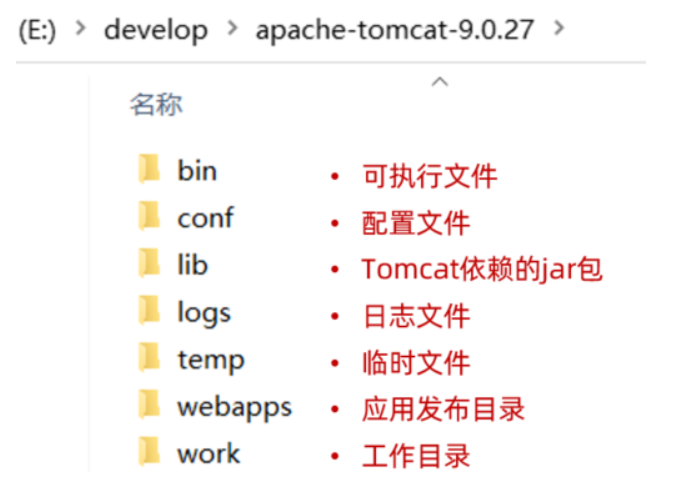 (E:) > develop > apache-tomcat-9.0.27 >
名称
bin • 可执行文件
conf • 配置文件
lib • Tomcat依赖的jar包
logs • 日志文件
temp • 临时文件
webapps • 应用发布目录
work • 工作目录